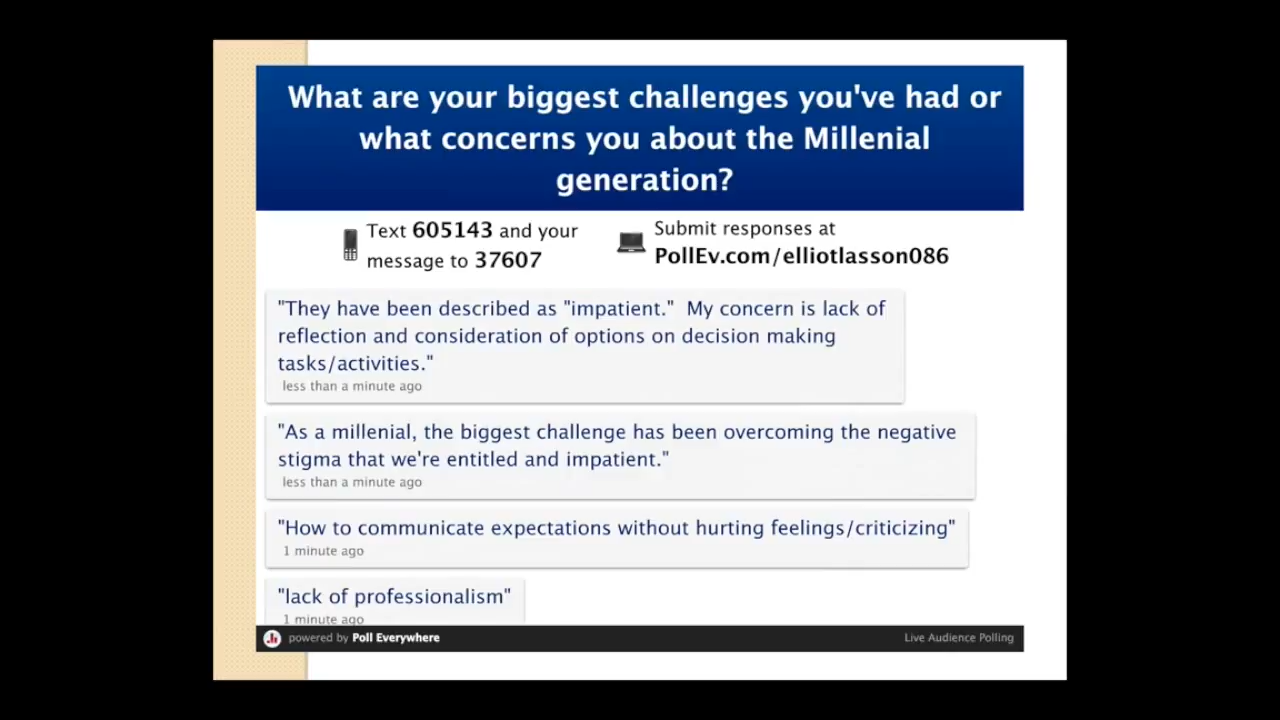 What are your biggest challenges you've had or
what concerns you about the Millenial
generation?
Text 605143 and your
message to 37607
Submit responses at
PollEv.com/elliotlasson086
"They have been described as "impatient."  My concern is lack of
reflection and consideration of options on decision making
tasks/activities."
less than a minute ago
"As a millenial, the biggest challenge has been overcoming the negative
stigma that we're entitled and impatient."
less than a minute ago
"How to communicate expectations without hurting feelings/criticizing"
1 minute ago
"lack of professionalism"
1 minute ago
powered by Poll Everywhere
Live Audience Polling